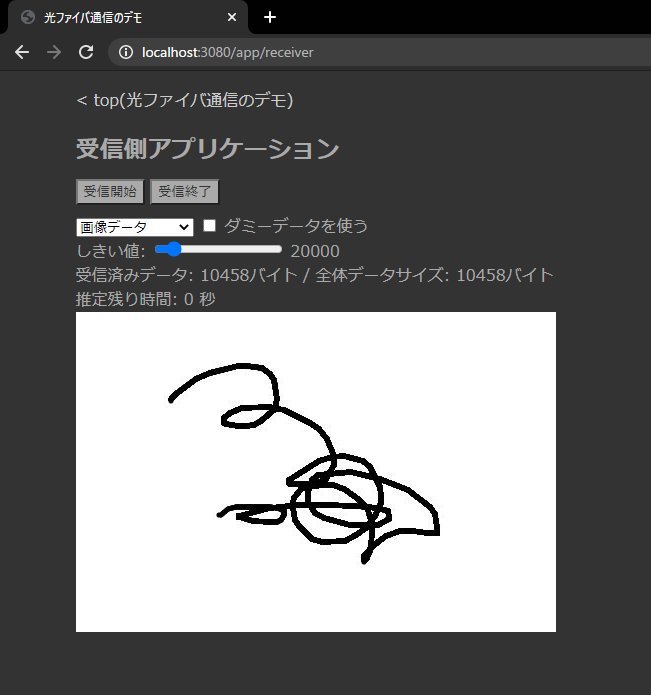 光ファイバ通信のデモ
localhost:3080/app/receiver
< top(光ファイバ通信のデモ)
受信側アプリケーション
受信開始 受信終了
画像データ ダミーデータを使う
しきい値: 20000
受信済みデータ: 10458バイト / 全体データサイズ: 10458バイト
推定残り時間: 0 秒